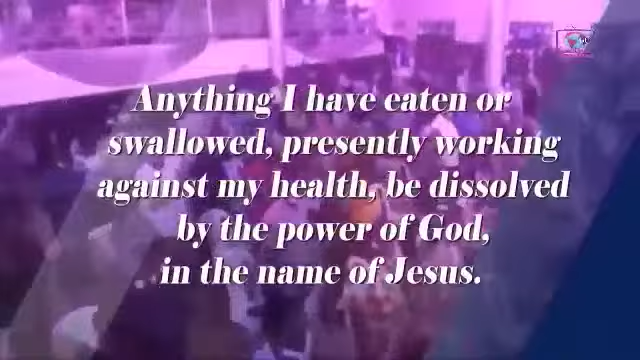 Anything I have eaten or
swallowed, presently working
against my health, be dissolved
by the power of God,
in the name of Jesus.